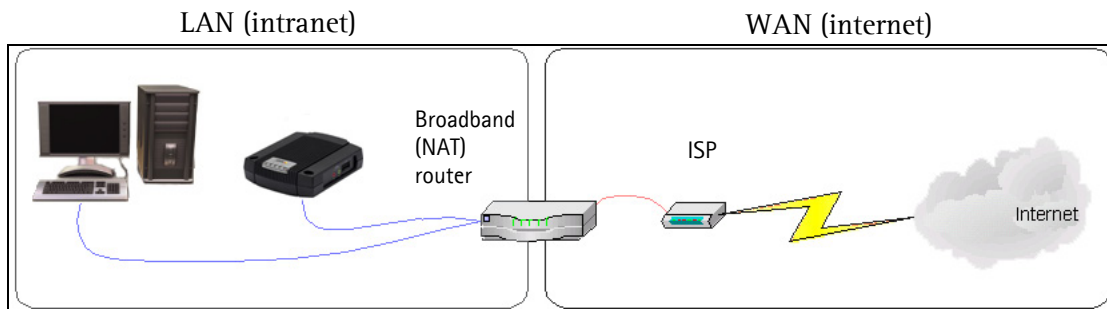 LAN (intranet)
WAN (internet)
Broadband
(NAT)
router
ISP
Internet